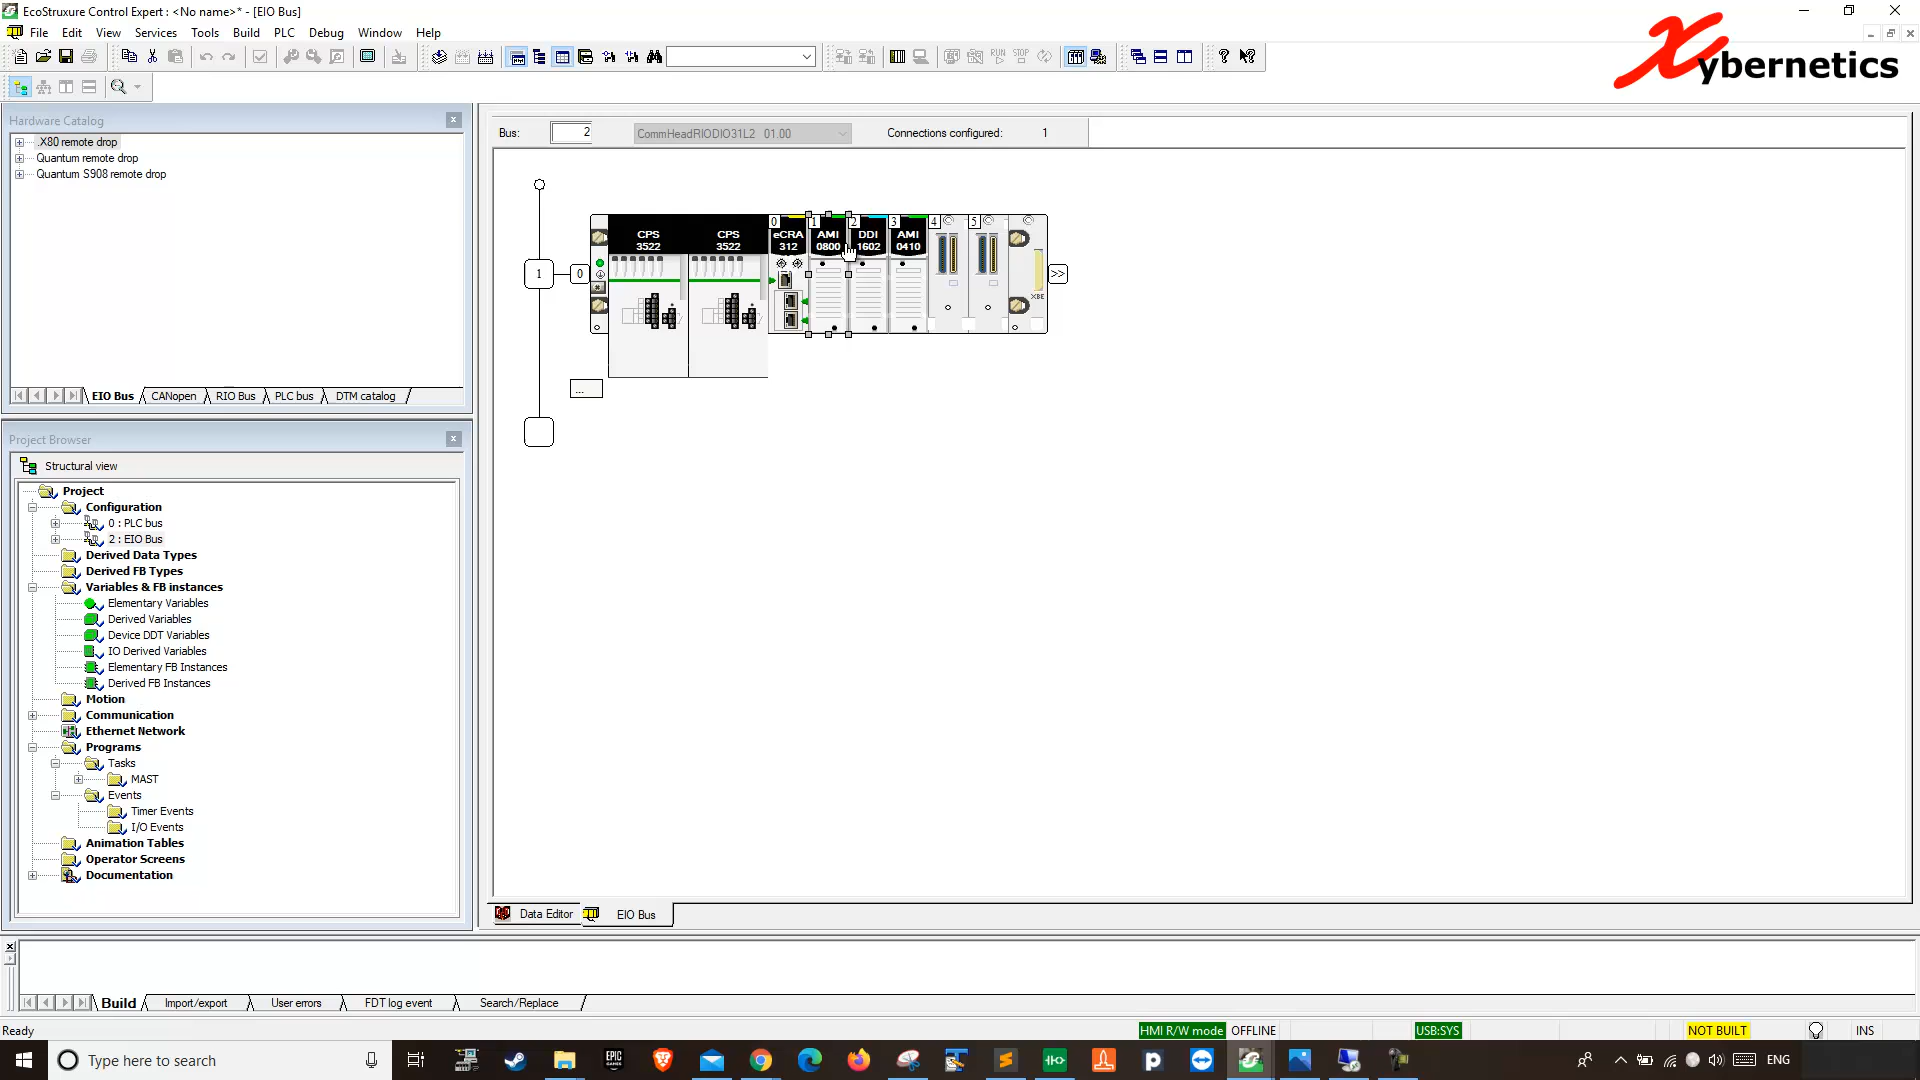 EcoStruxure Control Expert : <No name>* - [EIO Bus]
File Edit View Services Tools Build PLC Debug Window Help
Xybernetics
Hardware Catalog
.X80 remote drop
Quantum remote drop
Quantum S908 remote drop
EIO Bus CANopen RIO Bus PLC bus DTM catalog
Bus: 2 CommHeadRIODIO31L2 01.00 Connections configured: 1
0 1 2 3 4 5
CPS 3522
CPS 3522
eCRA 312
AMI 0800
DDI 1602
AMI 0410
1 0 >>
XBE
...
Project Browser
Structural view
Project
Configuration
0 : PLC bus
2 : EIO Bus
Derived Data Types
Derived FB Types
Variables & FB instances
Elementary Variables
Derived Variables
Device DDT Variables
IO Derived Variables
Elementary FB Instances
Derived FB Instances
Motion
Communication
Ethernet Network
Programs
Tasks
MAST
Events
Timer Events
I/O Events
Animation Tables
Operator Screens
Documentation
Data Editor EIO Bus
Build Import/export User errors FDT log event Search/Replace
Ready HMI R/W mode OFFLINE USB:SYS NOT BUILT INS
Type here to search ENG